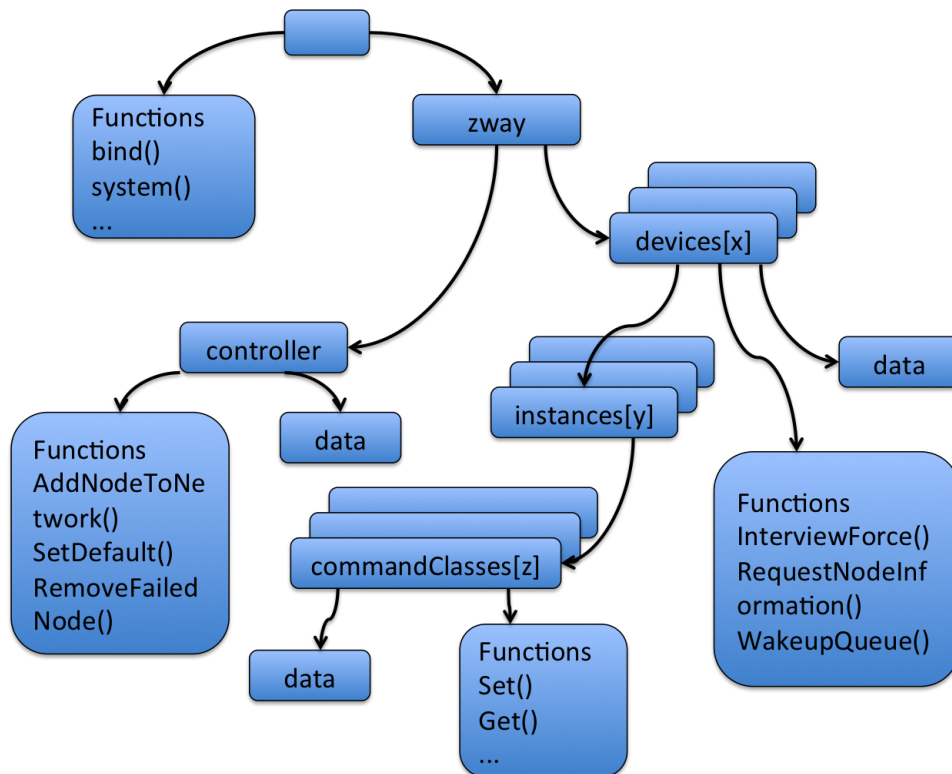 Functions
bind()
system()
...
zway
devices[x]
controller
data
instances[y]
data
Functions
AddNodeToNe
twork()
SetDefault()
RemoveFailed
Node()
commandClasses[z]
Functions
InterviewForce()
RequestNodeInf
ormation()
WakeupQueue()
data
Functions
Set()
Get()
...